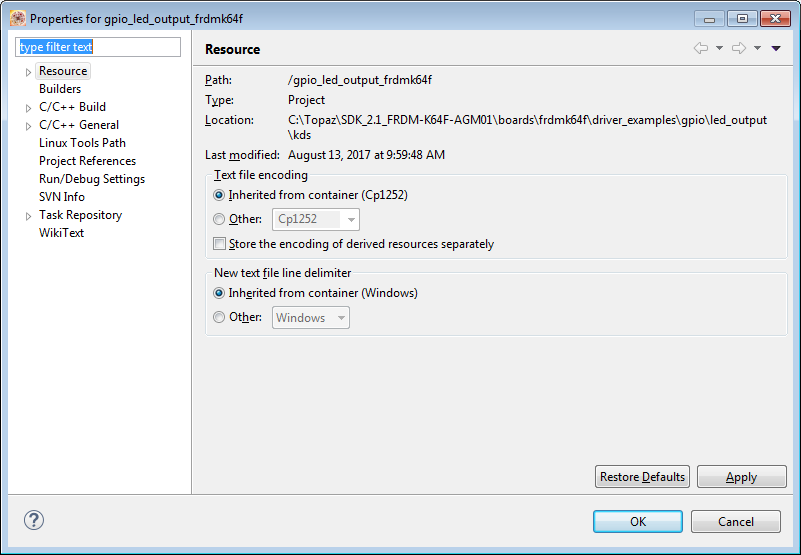 Properties for gpio_led_output_frdmk64f
type filter text
Resource
Builders
C/C++ Build
C/C++ General
Linux Tools Path
Project References
Run/Debug Settings
SVN Info
Task Repository
WikiText
Resource
Path: /gpio_led_output_frdmk64f
Type: Project
Location: C:\Topaz\SDK_2.1_FRDM-K64F-AGM01\boards\frdmk64f\driver_examples\gpio\led_output
\kds
Last modified: August 13, 2017 at 9:59:48 AM
Text file encoding
Inherited from container (Cp1252)
Other: Cp1252
Store the encoding of derived resources separately
New text file line delimiter
Inherited from container (Windows)
Other: Windows
Restore Defaults Apply
? OK Cancel